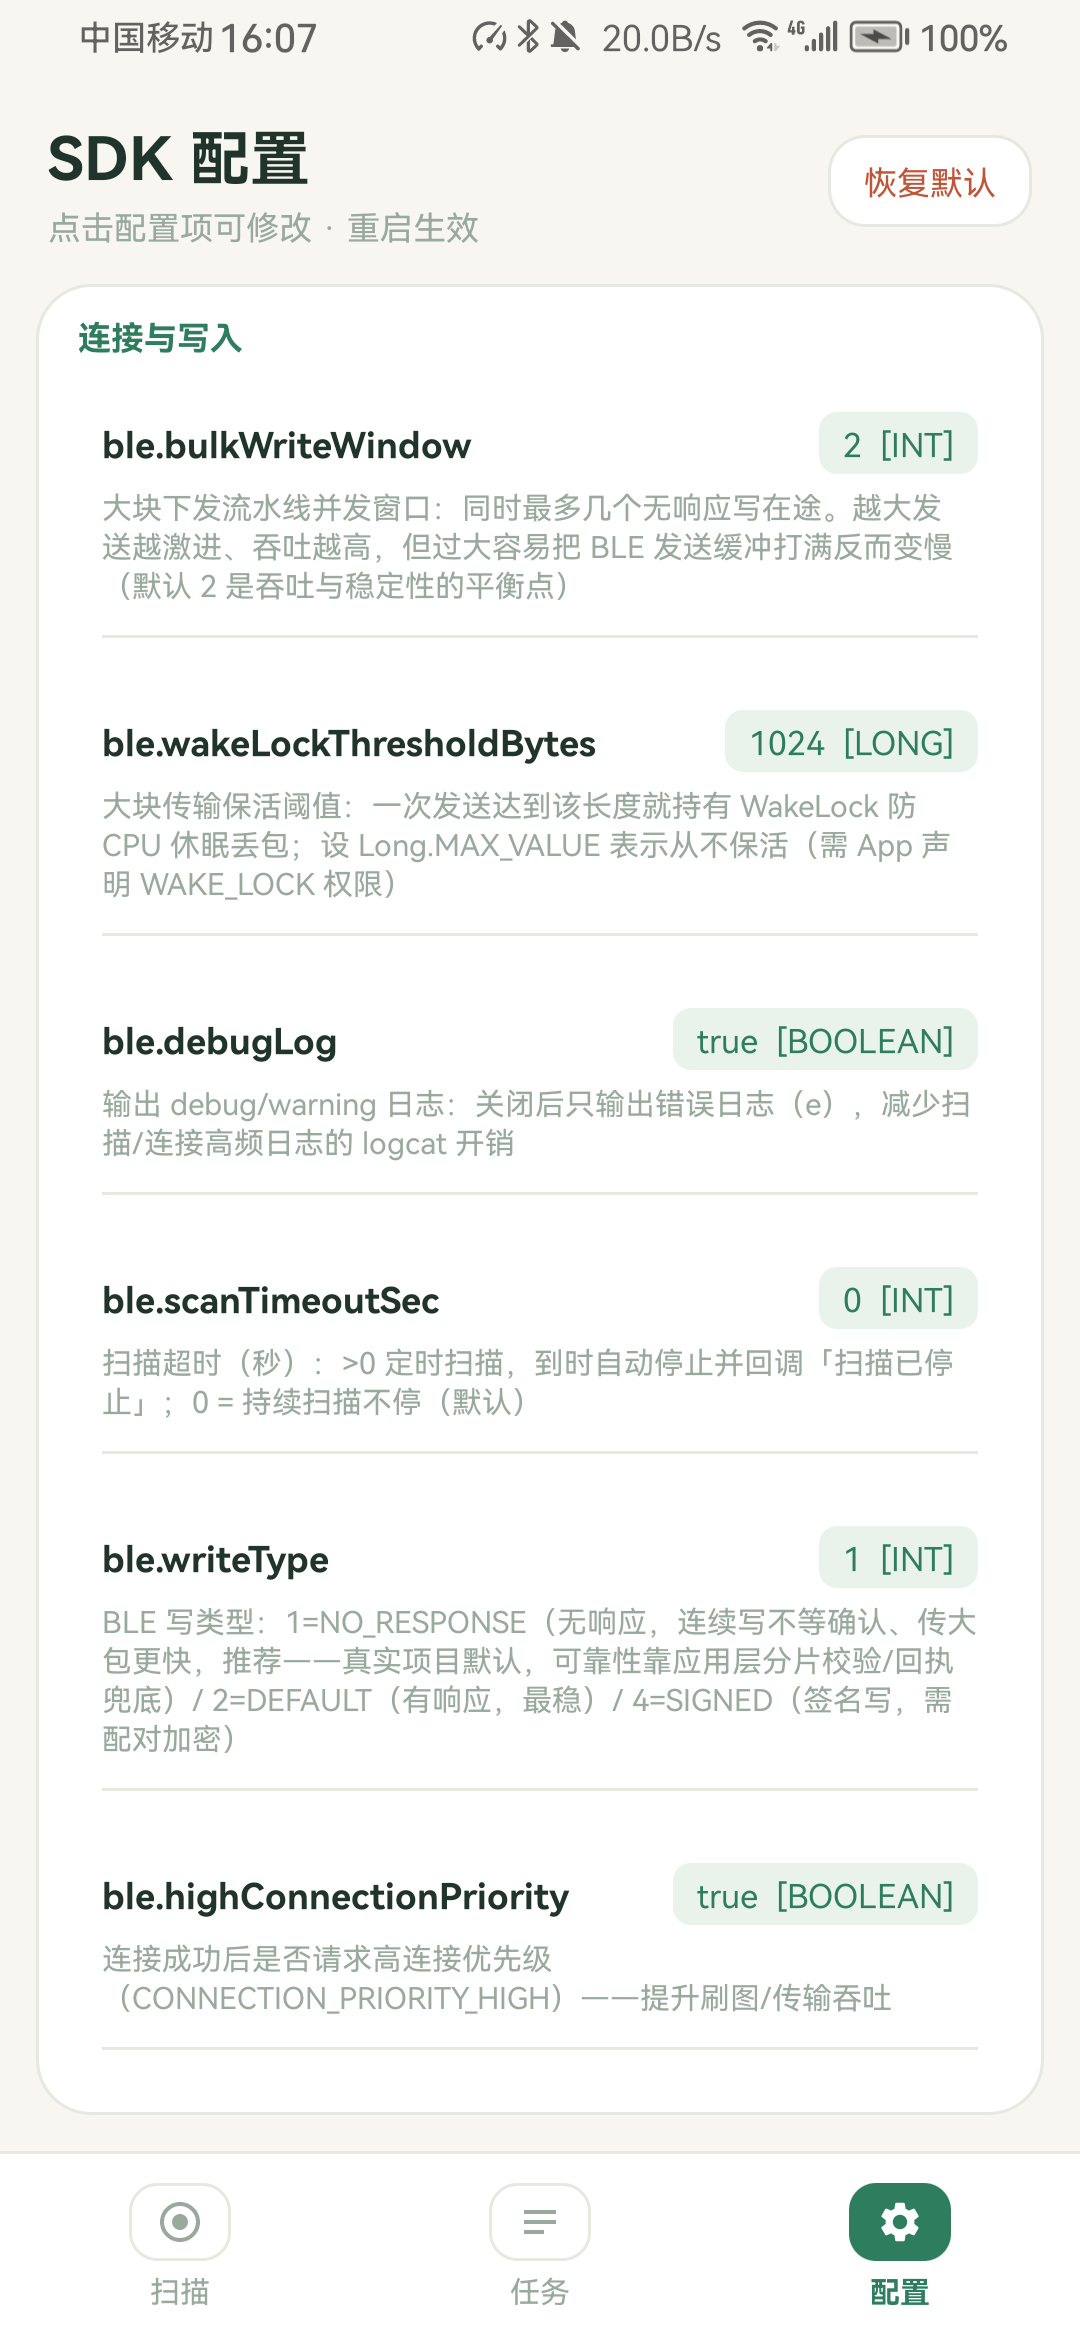 中国移动 16:07 20.0B/s 4G 100%
SDK 配置
恢复默认
点击配置项可修改 · 重启生效
连接与写入
ble.bulkWriteWindow 2 [INT]
大块下发流水线并发窗口：同时最多几个无响应写在途。越大发
送越激进、吞吐越高，但过大容易把 BLE 发送缓冲打满反而变慢
（默认 2 是吞吐与稳定性的平衡点）
ble.wakeLockThresholdBytes 1024 [LONG]
大块传输保活阈值：一次发送达到该长度就持有 WakeLock 防
CPU 休眠丢包；设 Long.MAX_VALUE 表示从不保活（需 App 声
明 WAKE_LOCK 权限）
ble.debugLog true [BOOLEAN]
输出 debug/warning 日志：关闭后只输出错误日志（e），减少扫
描/连接高频日志的 logcat 开销
ble.scanTimeoutSec 0 [INT]
扫描超时（秒）：>0 定时扫描，到时自动停止并回调「扫描已停
止」；0 = 持续扫描不停（默认）
ble.writeType 1 [INT]
BLE 写类型：1=NO_RESPONSE（无响应，连续写不等确认、传大
包更快，推荐——真实项目默认，可靠性靠应用层分片校验/回执
兜底）/ 2=DEFAULT（有响应，最稳）/ 4=SIGNED（签名写，需
配对加密）
ble.highConnectionPriority true [BOOLEAN]
连接成功后是否请求高连接优先级
（CONNECTION_PRIORITY_HIGH）——提升刷图/传输吞吐
扫描 任务 配置